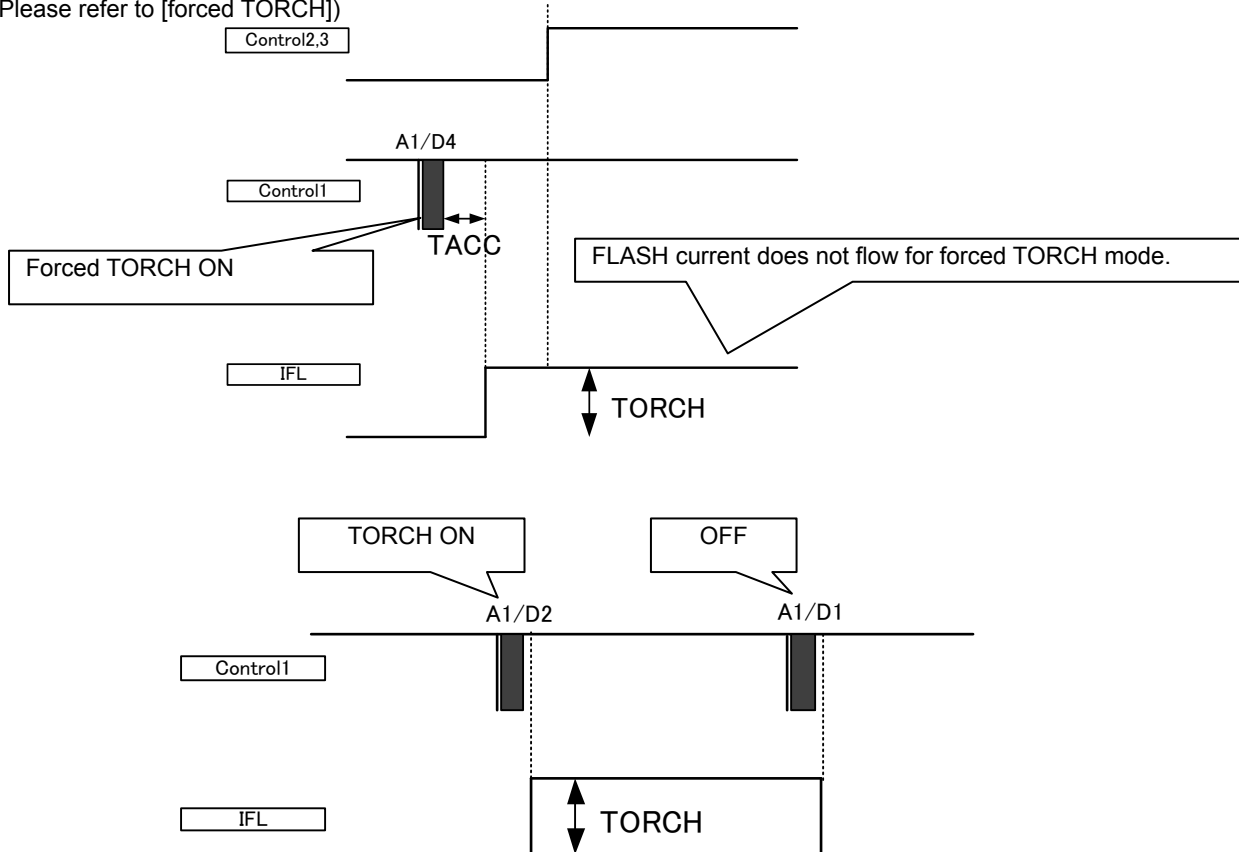 Please refer to [forced TORCH])
Control2,3
A1/D4
Control1
TACC
Forced TORCH ON
FLASH current does not flow for forced TORCH mode.
IFL
TORCH
TORCH ON
OFF
A1/D2
A1/D1
Control1
IFL
TORCH